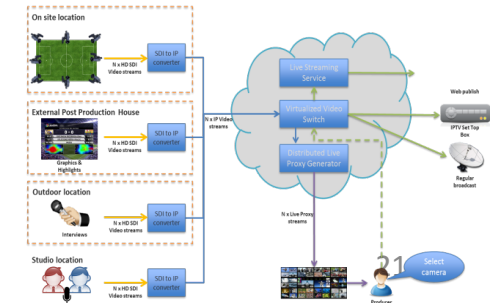 On site location
N x HD SDI
Video streams
SDI to IP
converter
External Post Production House
N x HD SDI
Video streams
SDI to IP
converter
Graphics &
Highlights
Outdoor location
Interviews
N x HD SDI
Video streams
SDI to IP
converter
Studio location
N x HD SDI
Video streams
SDI to IP
converter
N x IP Video
streams
Live Streaming
Service
Virtualized Video
Switch
Distributed Live
Proxy Generator
N x Live Proxy
streams
Web publish
IPTV Set Top
Box
Regular
broadcast
21
Select
camera
Producer